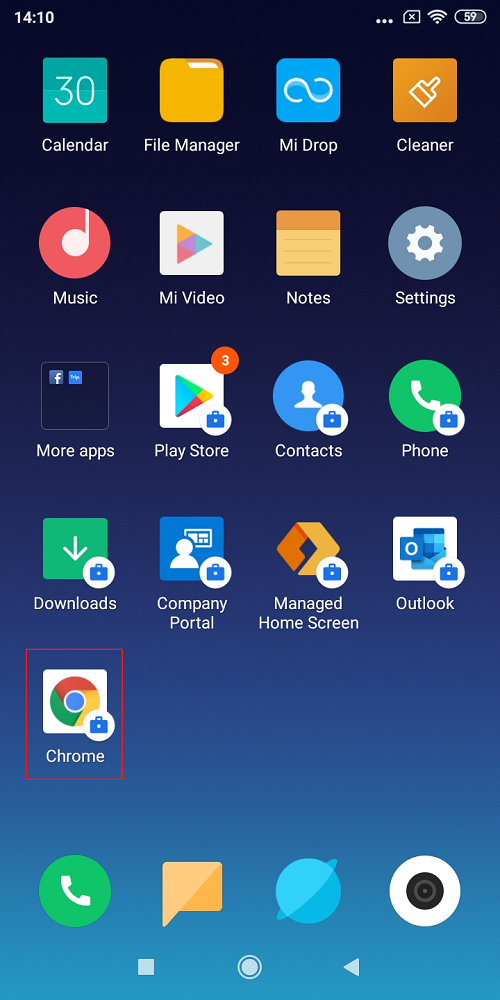 14:10
59
30
Calendar
File Manager
Mi Drop
Cleaner
Music
Mi Video
Notes
Settings
Trip.
More apps
3
Play Store
Contacts
Phone
Downloads
Company
Portal
Managed
Home Screen
Outlook
Chrome